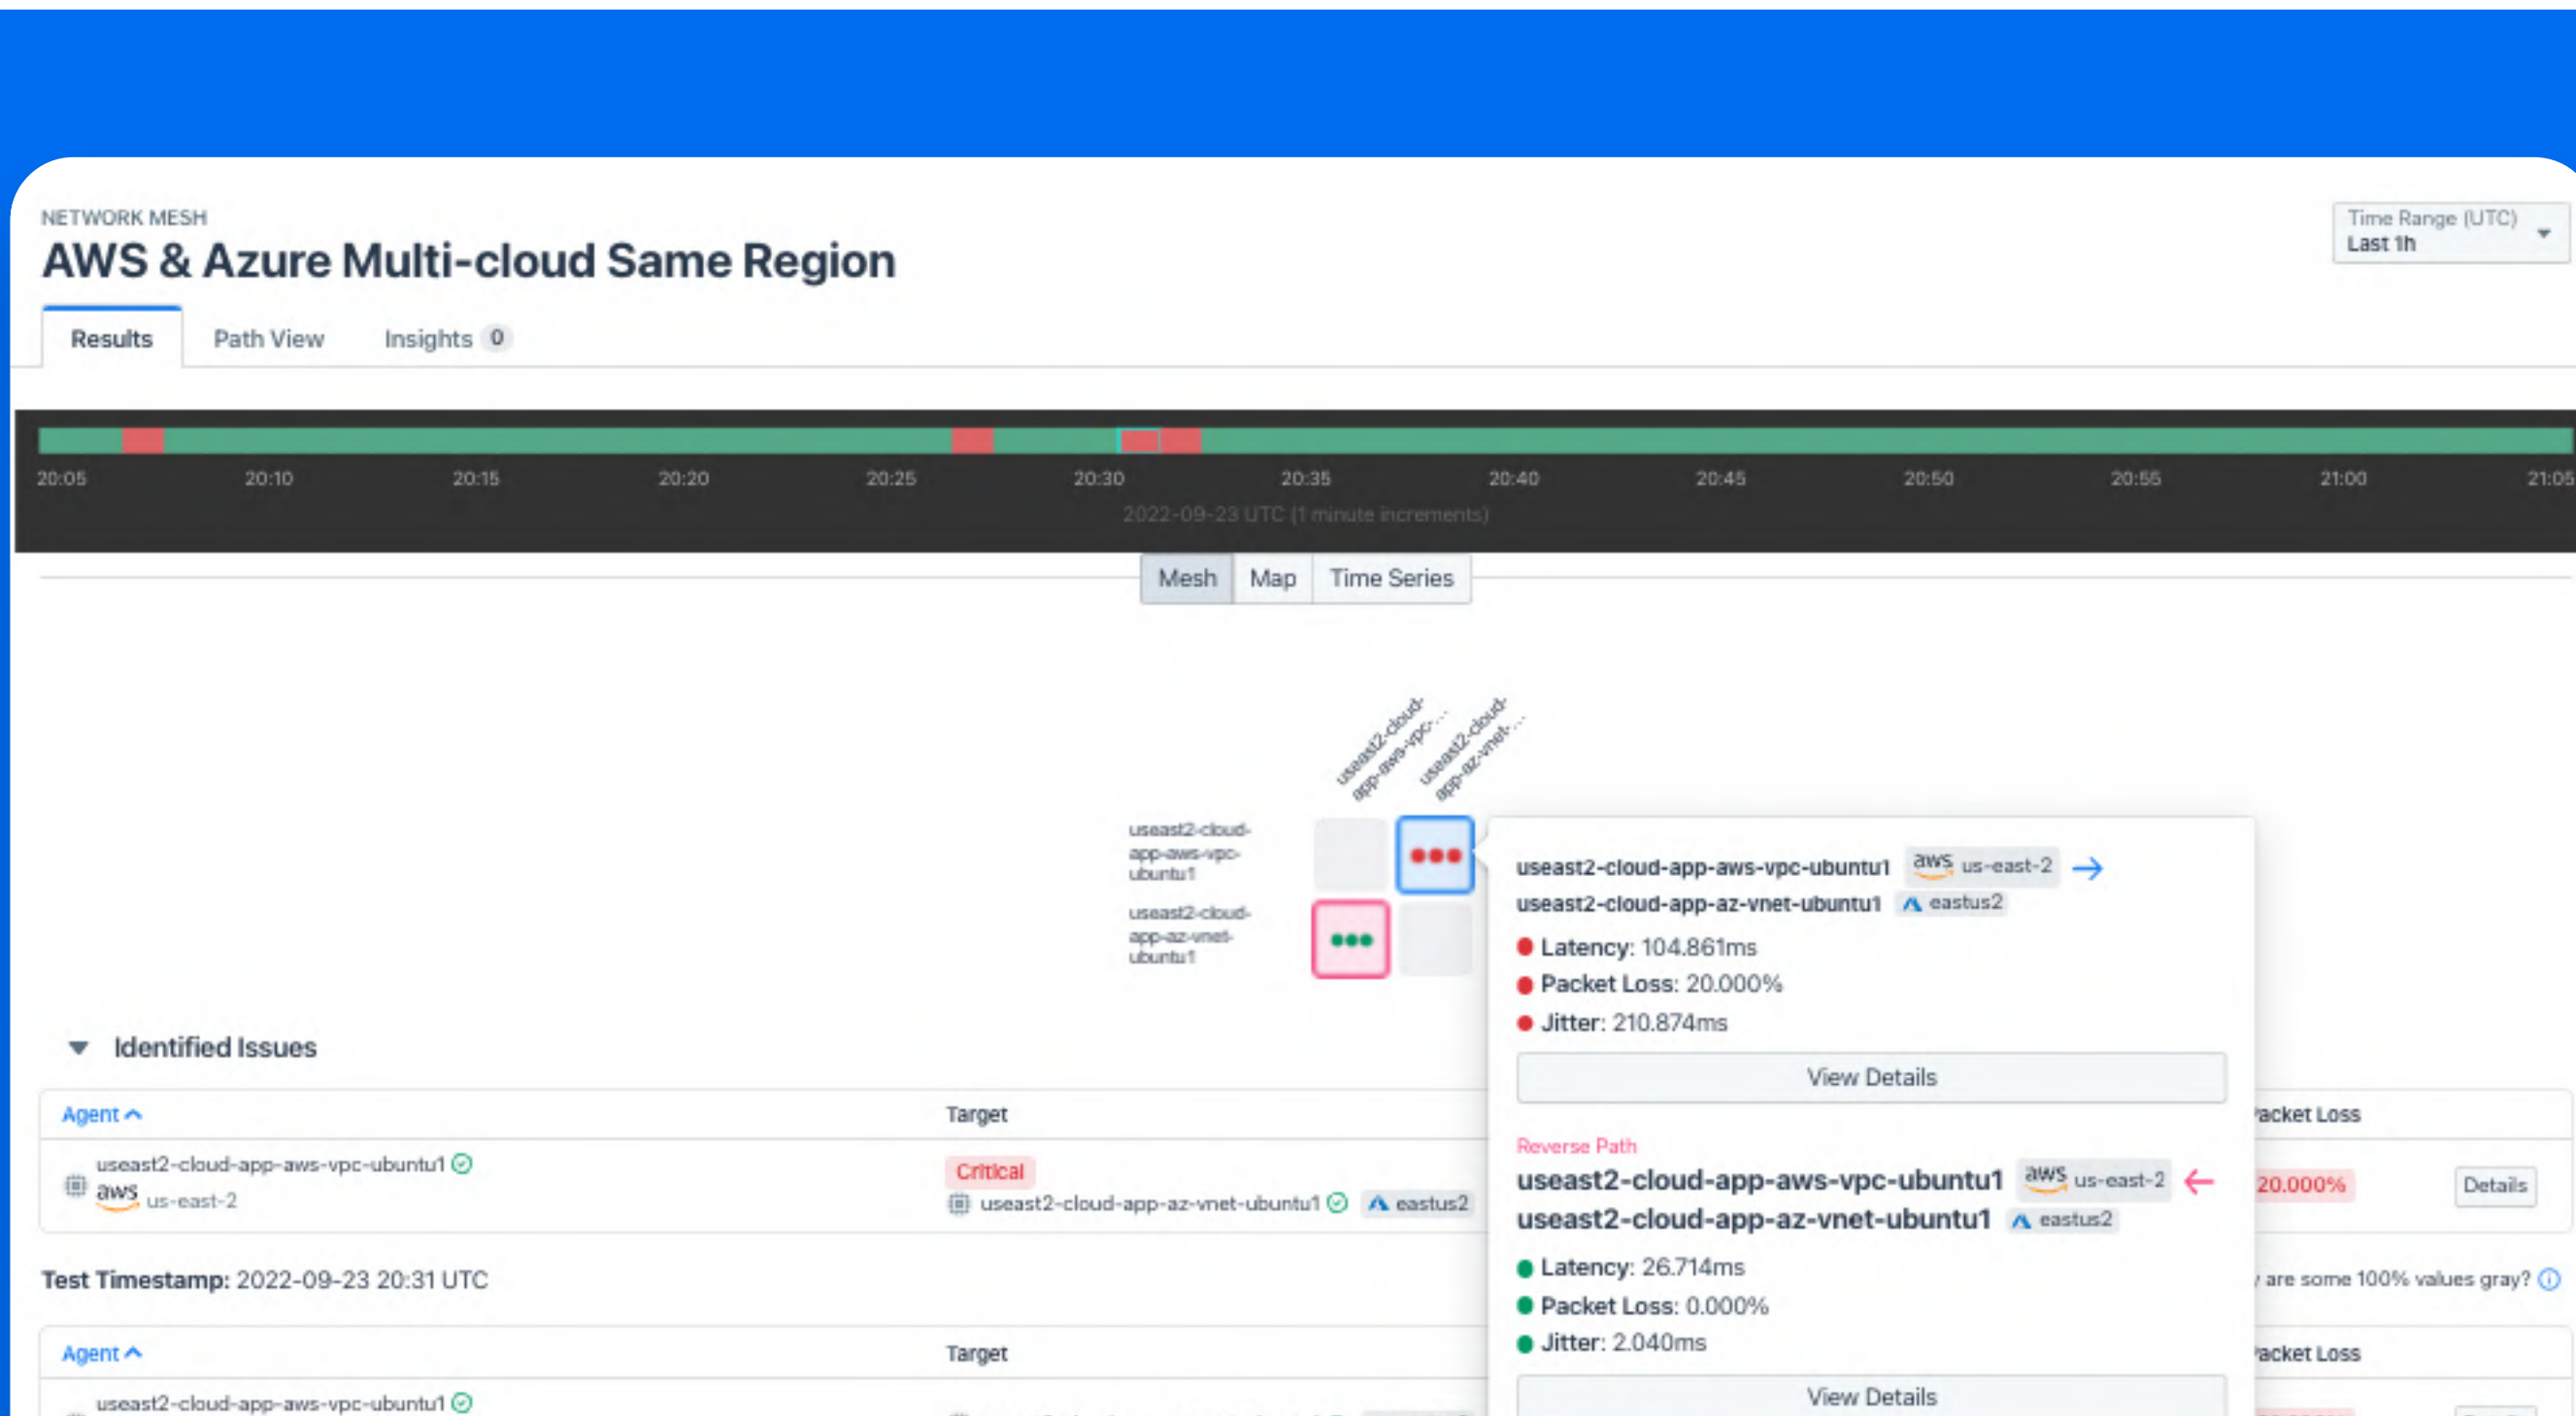 NETWORK MESH
AWS & Azure Multi-cloud Same Region
Time Range (UTC)
Last 1h
Results
Path View
Insights 0
20:05 20:10 20:15 20:20 20:25 20:30 20:35 20:40 20:45 20:50 20:55 21:00 21:05
2022-09-23 UTC (1 minute increments)
Mesh
Map
Time Series
useast2-cloud-
app-aws-vpc-...
useast2-cloud-
app-az-vnet-...
useast2-cloud-
app-aws-vpc-
ubuntu1
useast2-cloud-
app-az-vnet-
ubuntu1
useast2-cloud-app-aws-vpc-ubuntu1 aws us-east-2
useast2-cloud-app-az-vnet-ubuntu1 eastus2
Latency: 104.861ms
Packet Loss: 20.000%
Jitter: 210.874ms
View Details
Reverse Path
useast2-cloud-app-aws-vpc-ubuntu1 aws us-east-2
useast2-cloud-app-az-vnet-ubuntu1 eastus2
Latency: 26.714ms
Packet Loss: 0.000%
Jitter: 2.040ms
View Details
Identified Issues
Agent
Target
acket Loss
useast2-cloud-app-aws-vpc-ubuntu1
aws us-east-2
Critical
useast2-cloud-app-az-vnet-ubuntu1 eastus2
20.000%
Details
Test Timestamp: 2022-09-23 20:31 UTC
are some 100% values gray?
Agent
Target
acket Loss
useast2-cloud-app-aws-vpc-ubuntu1